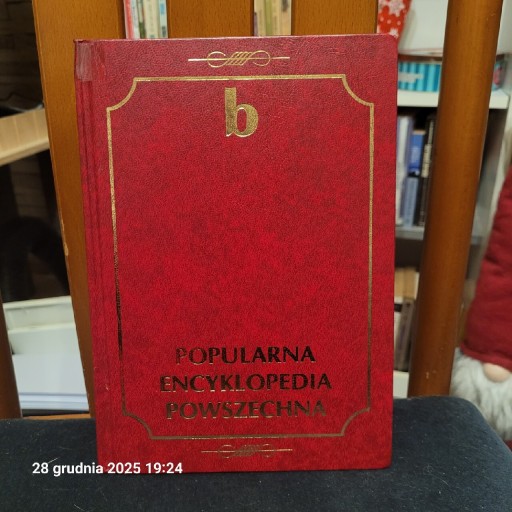 b
POPULARNA
ENCYKLOPEDIA
POWSZECHNA
28 grudnia 2025 19:24